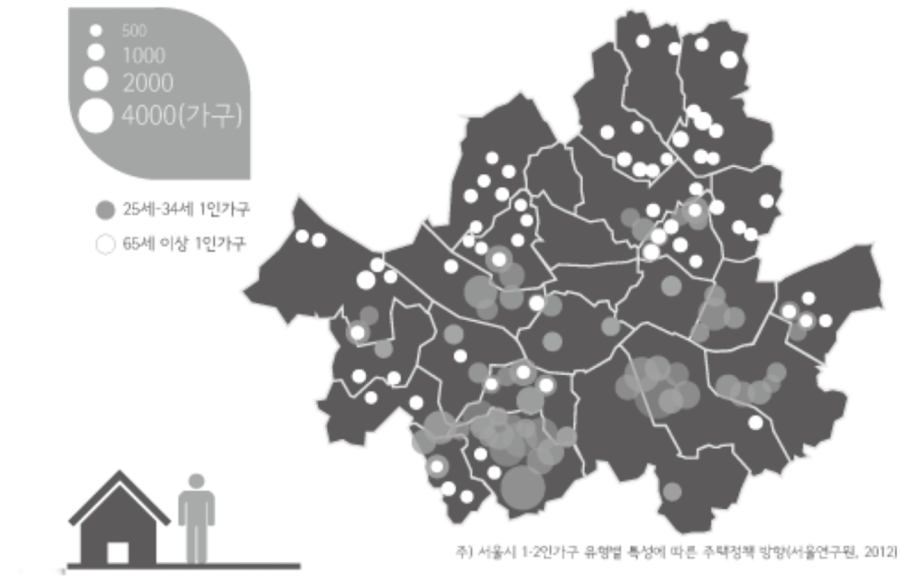 500
1000
2000
4000(가구)
25세-34세 1인가구
65세 이상 1인가구
주) 서울시 1·2인가구 유형별 특성에 따른 주택정책 방향(서울연구원, 2012)